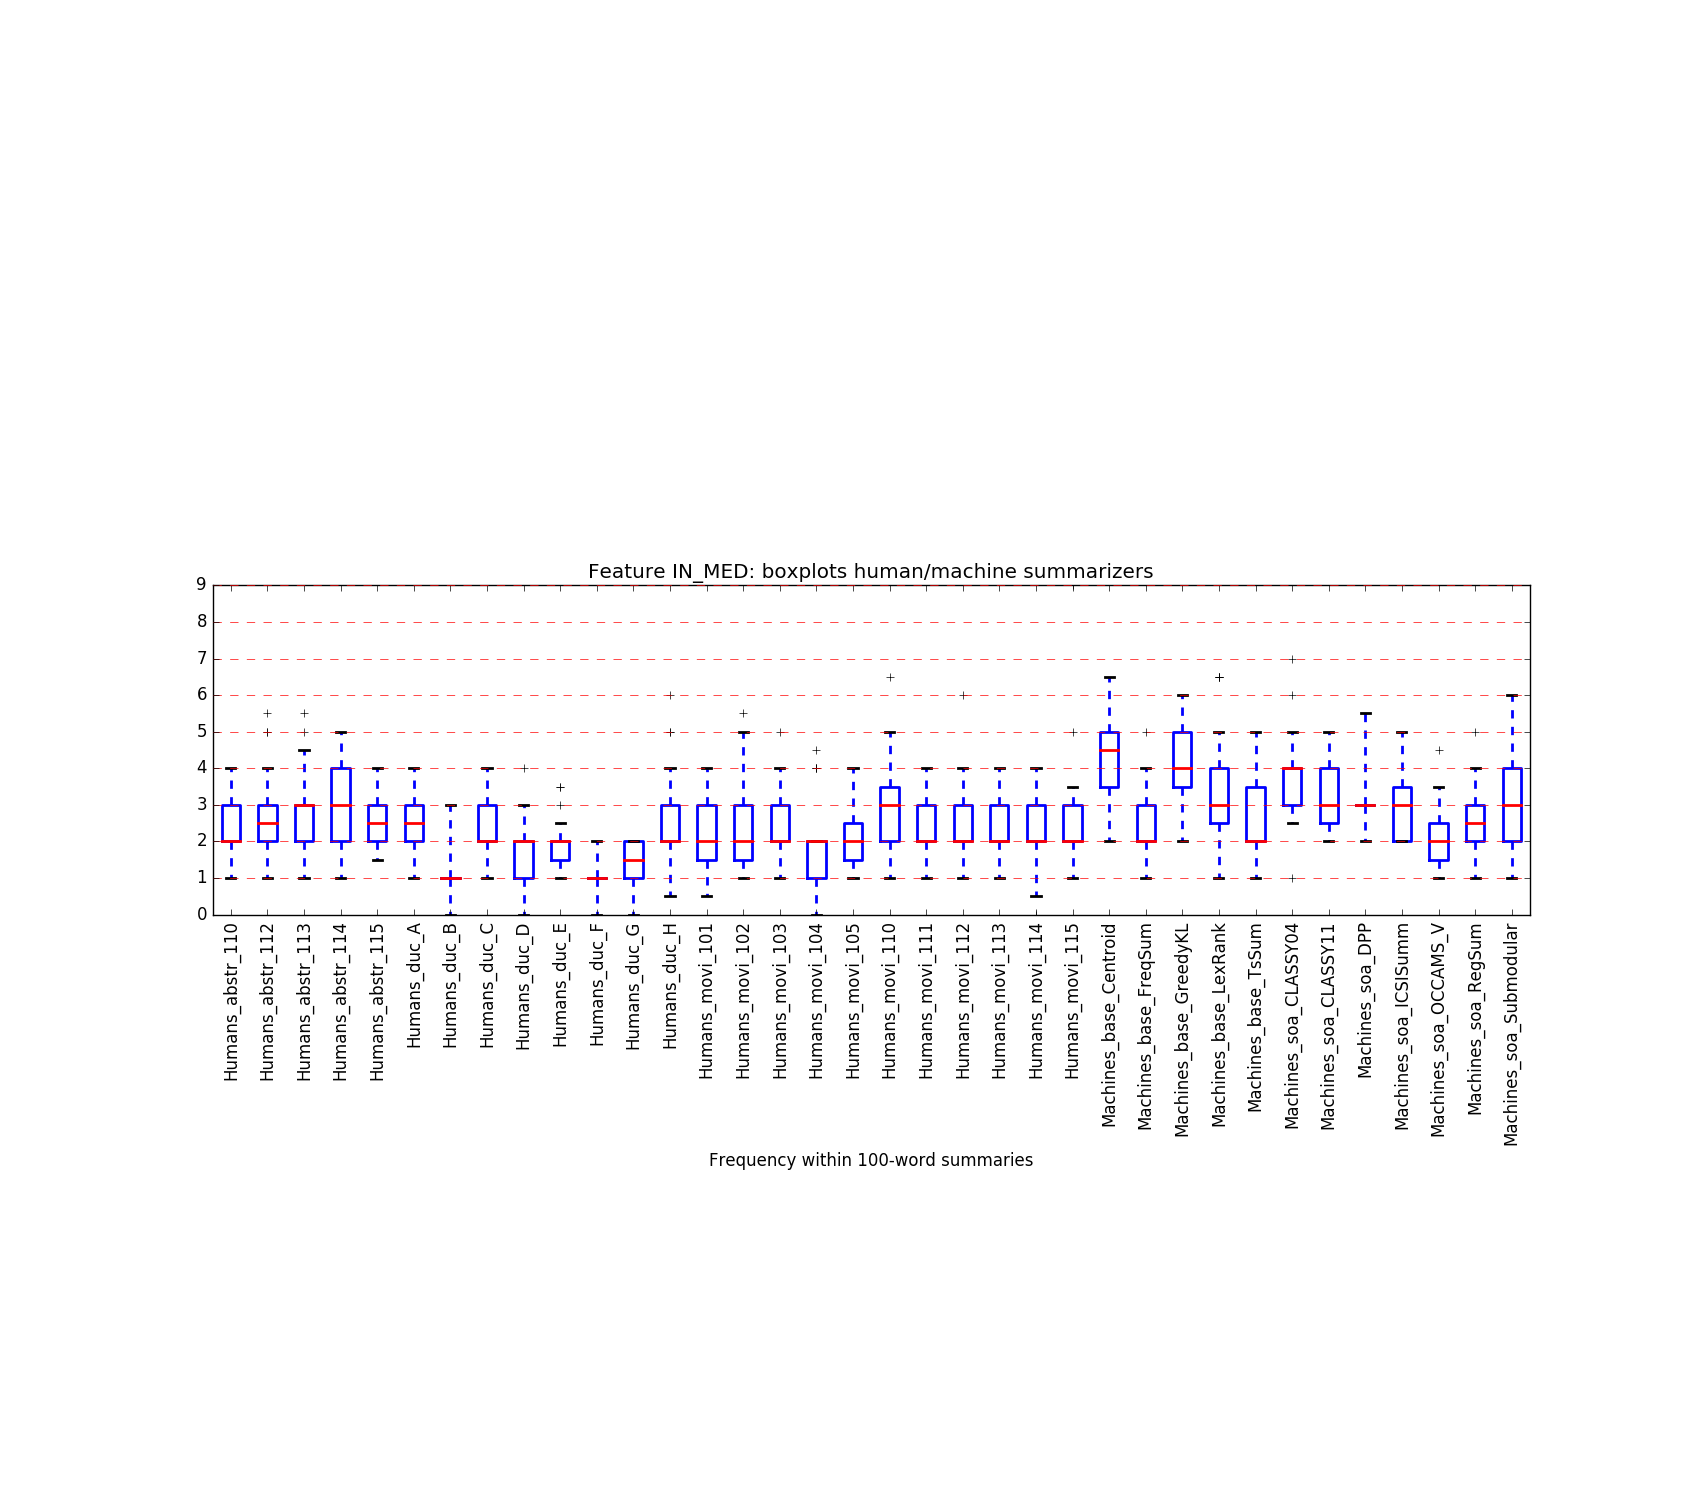 Feature IN_MED: boxplots human/machine summarizers
9
8
7
6
5
4
3
2
1
0
Humans_abstr_110
Humans_abstr_112
Humans_abstr_113
Humans_abstr_114
Humans_abstr_115
Humans_duc_A
Humans_duc_B
Humans_duc_C
Humans_duc_D
Humans_duc_E
Humans_duc_F
Humans_duc_G
Humans_duc_H
Humans_movi_101
Humans_movi_102
Humans_movi_103
Humans_movi_104
Humans_movi_105
Humans_movi_110
Humans_movi_111
Humans_movi_112
Humans_movi_113
Humans_movi_114
Humans_movi_115
Machines_base_Centroid
Machines_base_FreqSum
Machines_base_GreedyKL
Machines_base_LexRank
Machines_base_TsSum
Machines_soa_CLASSY04
Machines_soa_CLASSY11
Machines_soa_DPP
Machines_soa_ICSISumm
Machines_soa_OCCAMS_V
Machines_soa_RegSum
Machines_soa_Submodular
Frequency within 100-word summaries